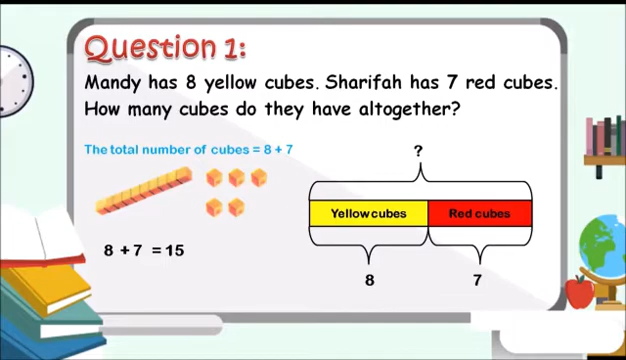 Question 1:
Mandy has 8 yellow cubes. Sharifah has 7 red cubes.
How many cubes do they have altogether?
The total number of cubes = 8 + 7
?
Yellow cubes Red cubes
8 + 7 = 15
8 7